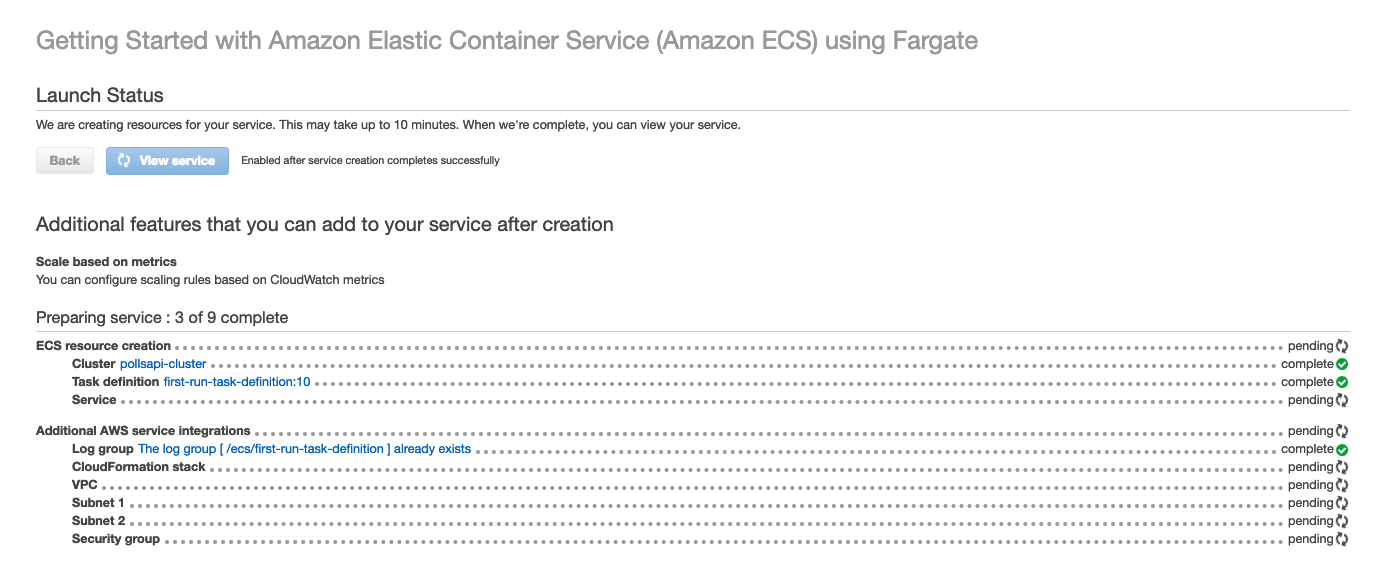 Getting Started with Amazon Elastic Container Service (Amazon ECS) using Fargate
Launch Status
We are creating resources for your service. This may take up to 10 minutes. When we're complete, you can view your service.
Back View service Enabled after service creation completes successfully
Additional features that you can add to your service after creation
Scale based on metrics
You can configure scaling rules based on CloudWatch metrics
Preparing service : 3 of 9 complete
ECS resource creation pending
Cluster pollsapi-cluster complete
Task definition first-run-task-definition:10 complete
Service pending
Additional AWS service integrations pending
Log group The log group [ /ecs/first-run-task-definition ] already exists complete
CloudFormation stack pending
VPC pending
Subnet 1 pending
Subnet 2 pending
Security group pending